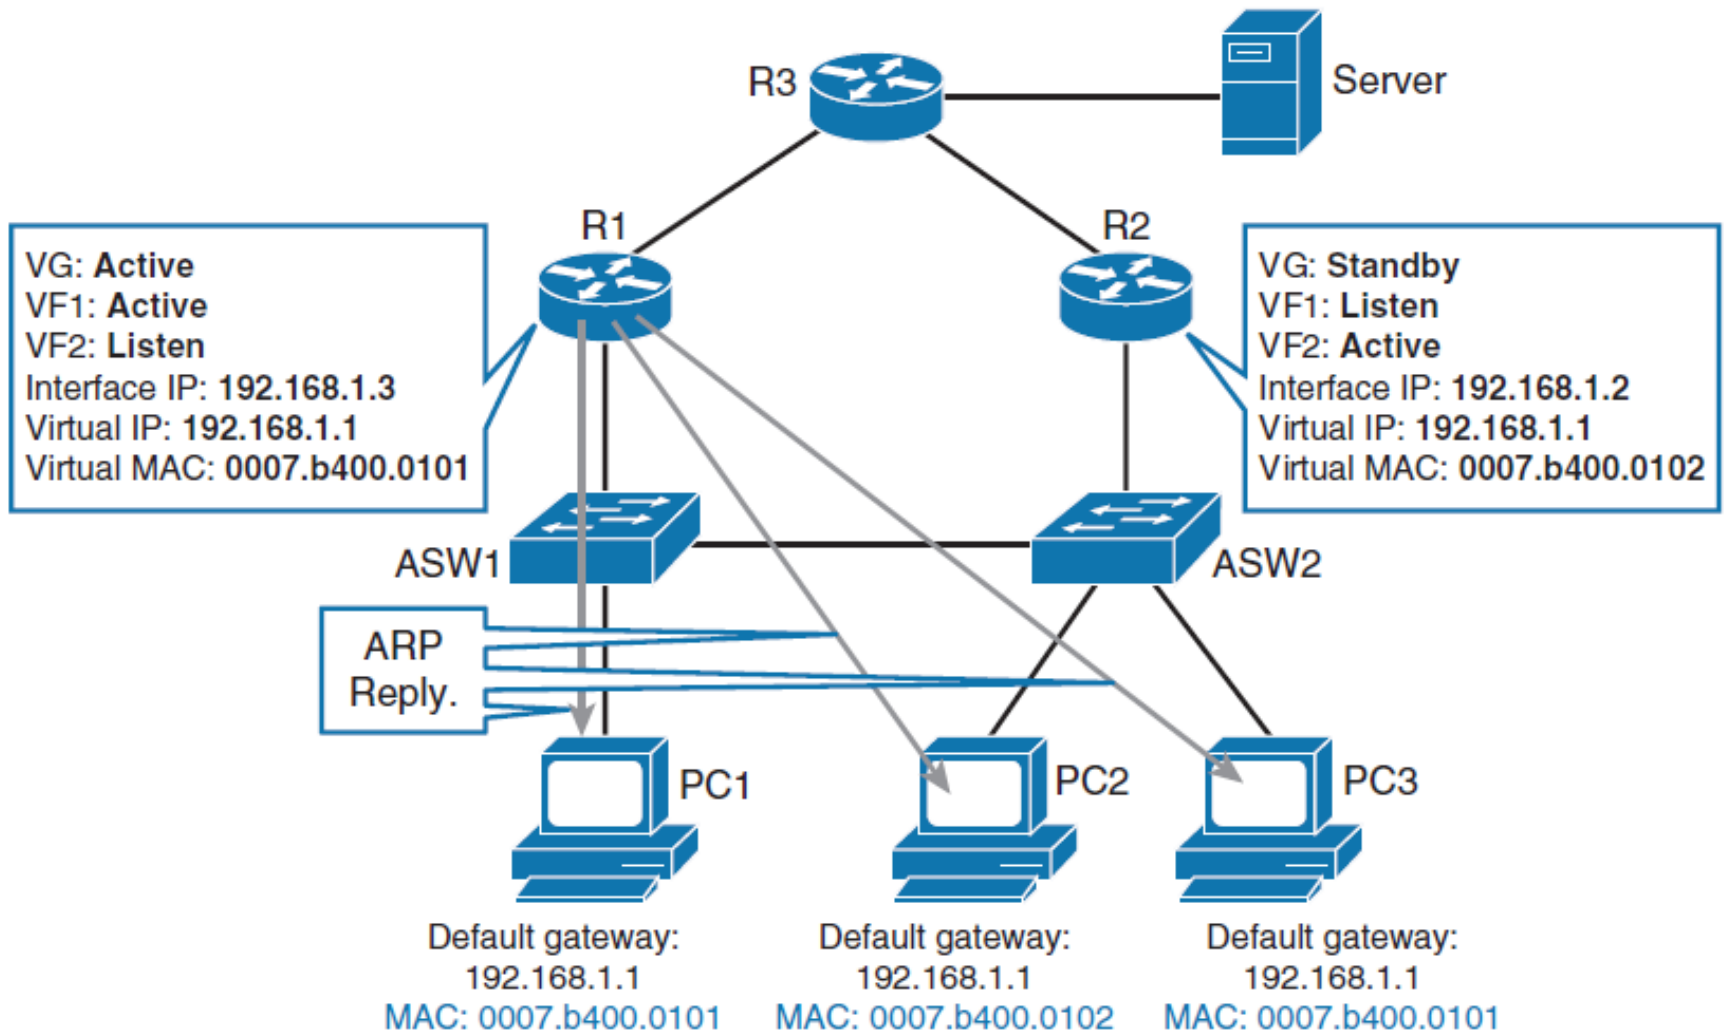 R3
Server
R1
R2
VG: Active
VF1: Active
VF2: Listen
Interface IP: 192.168.1.3
Virtual IP: 192.168.1.1
Virtual MAC: 0007.b400.0101
VG: Standby
VF1: Listen
VF2: Active
Interface IP: 192.168.1.2
Virtual IP: 192.168.1.1
Virtual MAC: 0007.b400.0102
ASW1
ASW2
ARP
Reply.
PC1
PC2
PC3
Default gateway:
192.168.1.1
MAC: 0007.b400.0101
Default gateway:
192.168.1.1
MAC: 0007.b400.0102
Default gateway:
192.168.1.1
MAC: 0007.b400.0101